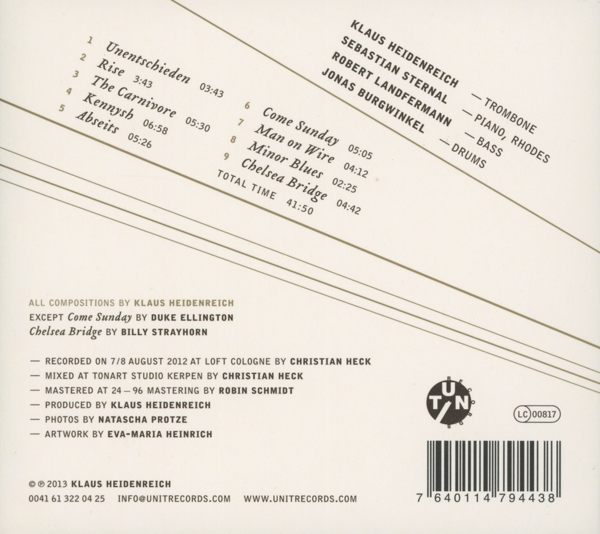 1 Unentschieden 03:43
2 Rise 3:43
3 The Carnivore 05:30
4 Kennysh 06:58
5 Abseits 05:26
6 Come Sunday 05:05
7 Man on Wire 04:12
8 Minor Blues 02:25
9 Chelsea Bridge 04:42
TOTAL TIME 41:50
KLAUS HEIDENREICH — TROMBONE
SEBASTIAN STERNAL — PIANO, RHODES
ROBERT LANDFERMANN — BASS
JONAS BURGWINKEL — DRUMS
ALL COMPOSITIONS BY KLAUS HEIDENREICH
EXCEPT Come Sunday BY DUKE ELLINGTON
Chelsea Bridge BY BILLY STRAYHORN
— RECORDED ON 7/8 AUGUST 2012 AT LOFT COLOGNE BY CHRISTIAN HECK
— MIXED AT TONART STUDIO KERPEN BY CHRISTIAN HECK
— MASTERED AT 24–96 MASTERING BY ROBIN SCHMIDT
— PRODUCED BY KLAUS HEIDENREICH
— PHOTOS BY NATASCHA PROTZE
— ARTWORK BY EVA-MARIA HEINRICH
UNIT RECORDS
LC 00817
© ℗ 2013 KLAUS HEIDENREICH
0041 61 322 04 25 INFO@UNITRECORDS.COM WWW.UNITRECORDS.COM
7 640114 794438